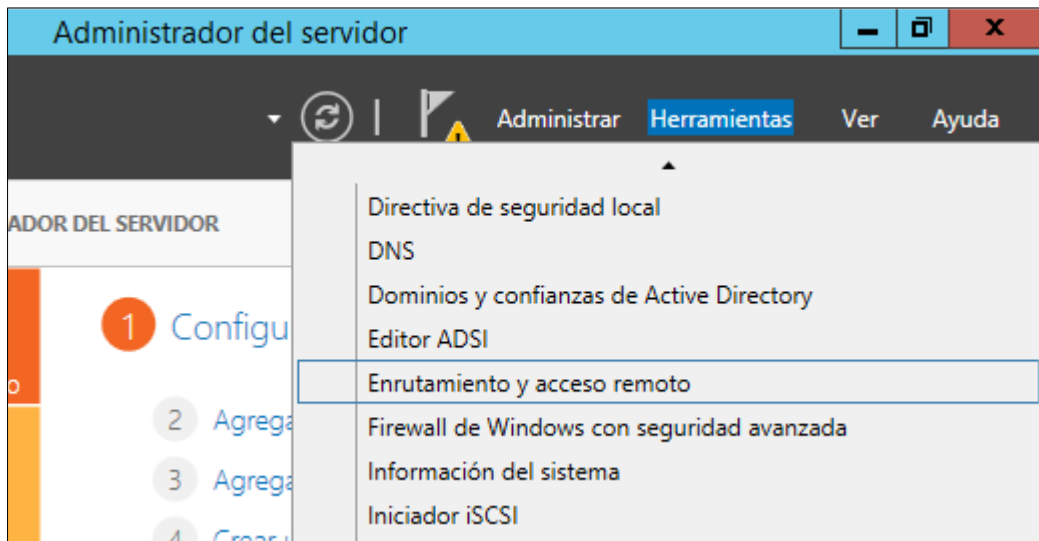 Administrador del servidor
Administrar Herramientas Ver Ayuda
ADOR DEL SERVIDOR
Directiva de seguridad local
DNS
Dominios y confianzas de Active Directory
1 Configu
Editor ADSI
o
Enrutamiento y acceso remoto
2 Agrega
Firewall de Windows con seguridad avanzada
3 Agrega
Información del sistema
Iniciador iSCSI
4 Crear